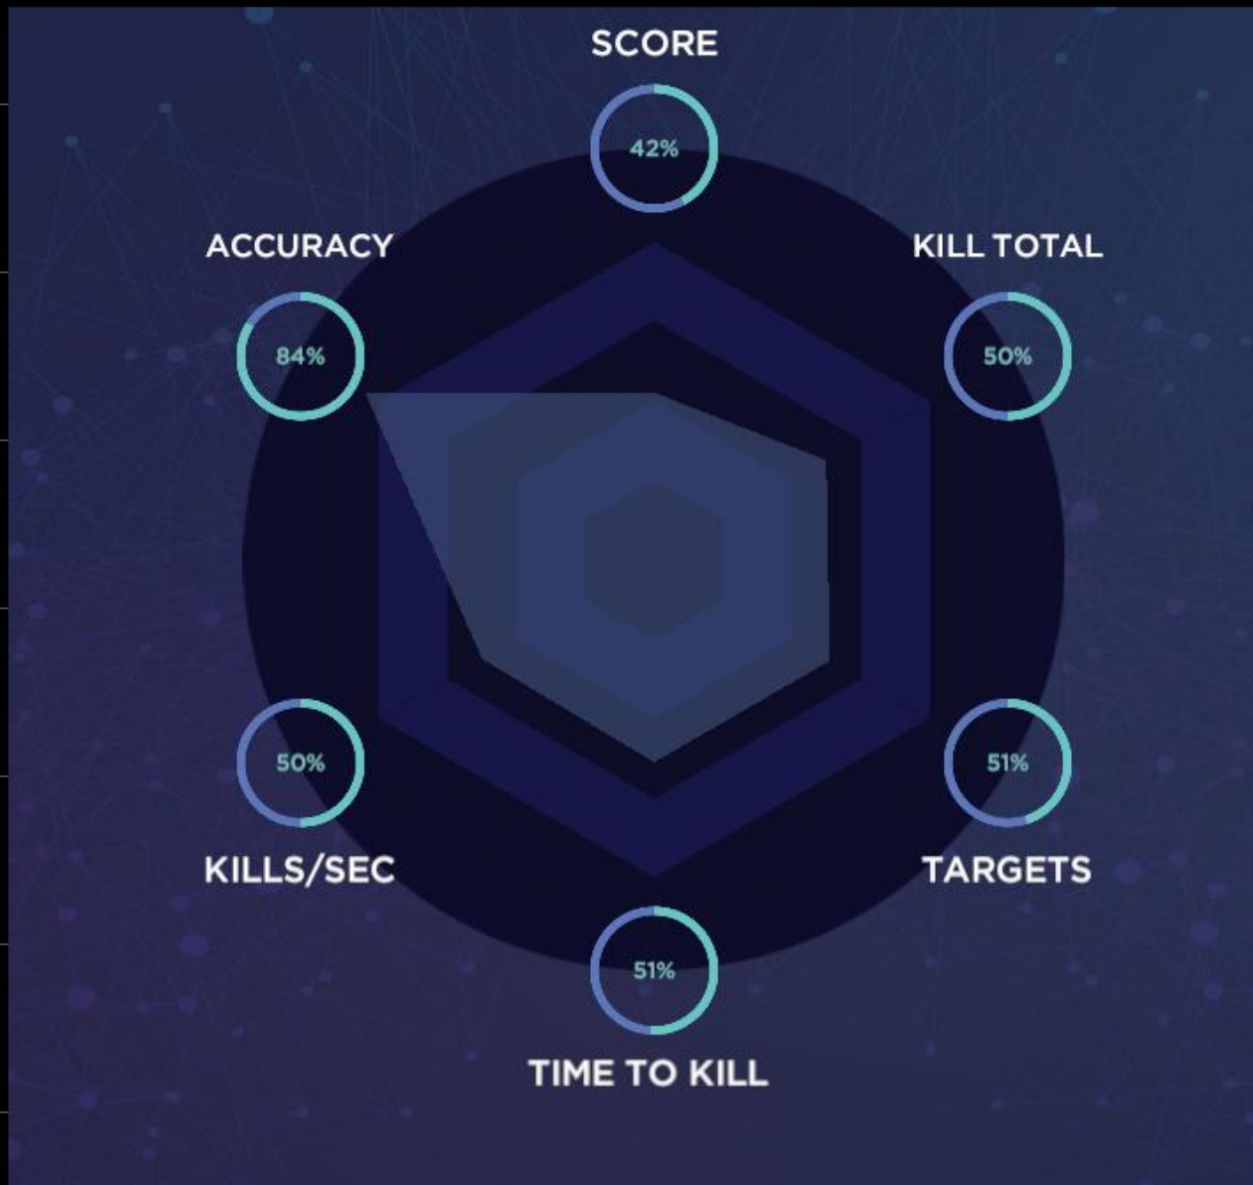 SCORE
42%
ACCURACY
KILL TOTAL
84%
50%
50%
51%
KILLS/SEC
TARGETS
51%
TIME TO KILL